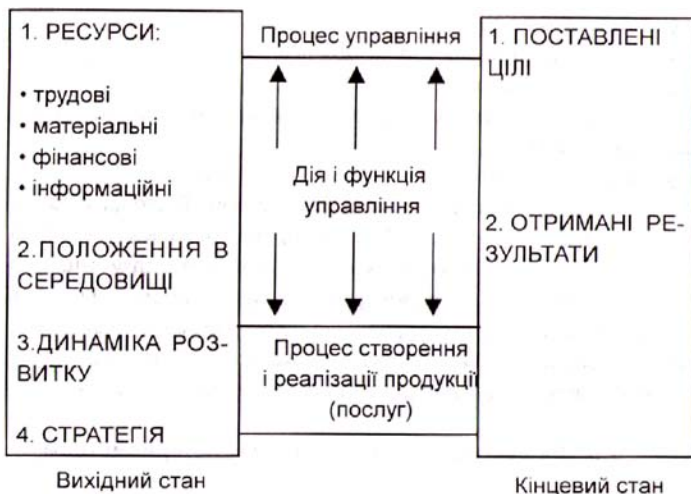 1. РЕСУРСИ:
• трудові
• матеріальні
• фінансові
• інформаційні
2.ПОЛОЖЕННЯ В
СЕРЕДОВИЩІ
3.ДИНАМІКА РОЗ-
ВИТКУ
4. СТРАТЕГІЯ
Вихідний стан
Процес управління
Дія і функція
управління
Процес створення
і реалізації продукції
(послуг)
1. ПОСТАВЛЕНІ
ЦІЛІ
2. ОТРИМАНІ РЕ-
ЗУЛЬТАТИ
Кінцевий стан